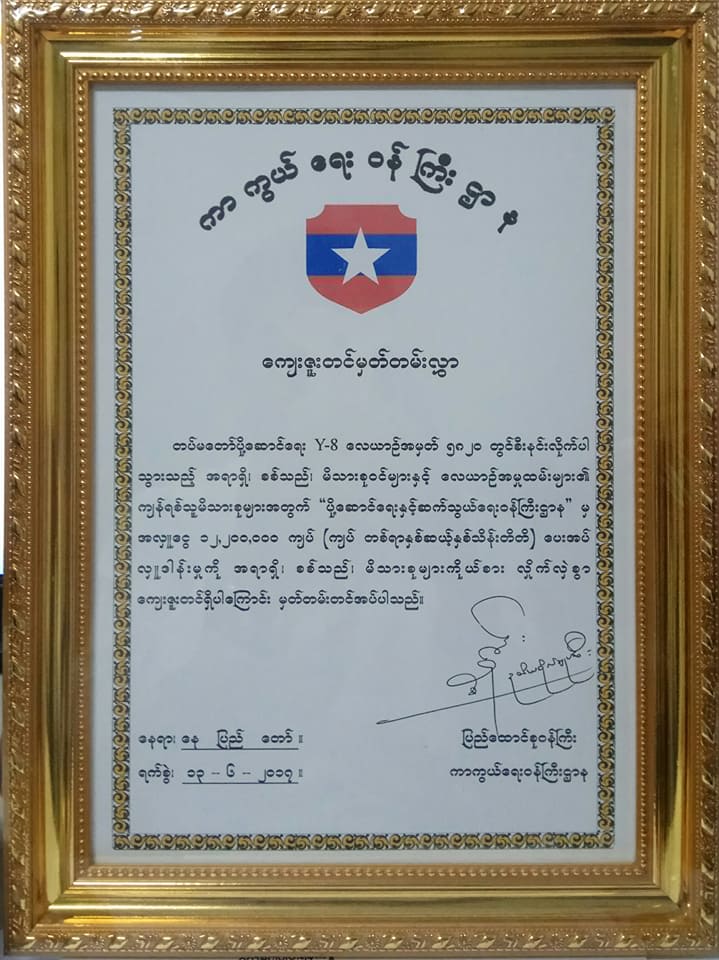 ကာကွယ်ရေးဝန်ကြီးဌာန
ကျေးဇူးတင်မှတ်တမ်းလွှာ
တပ်မတော်ပို့ဆောင်ရေး Y-8 လေယာဉ်အမှတ် ၅၈၂၀ တွင်စီးနင်းလိုက်ပါ
သွားသည့် အရာရှိ၊ စစ်သည်၊ မိသားစုဝင်များနှင့် လေယာဉ်အမှုထမ်းများ၏
ကျန်ရစ်သူမိသားစုများအတွက် “ပို့ဆောင်ရေးနှင့်ဆက်သွယ်ရေးဝန်ကြီးဌာန” မှ
အလှူငွေ ၁၂,၂၀၀,၀၀၀ ကျပ် (ကျပ် တစ်ရာနှစ်ဆယ့်နှစ်သိန်းတိတိ) ပေးအပ်
လှူဒါန်းမှုကို အရာရှိ၊ စစ်သည်၊ မိသားစုများကိုယ်စား လှိုက်လှဲစွာ
ကျေးဇူးတင်ရှိပါကြောင်း မှတ်တမ်းတင်အပ်ပါသည်။
နေရာ၊ နေ ပြည် တော် ။
ရက်စွဲ၊ ၁၃ – ၆ – ၂၀၁၇ ။
ပြည်ထောင်စုဝန်ကြီး
ကာကွယ်ရေးဝန်ကြီးဌာန